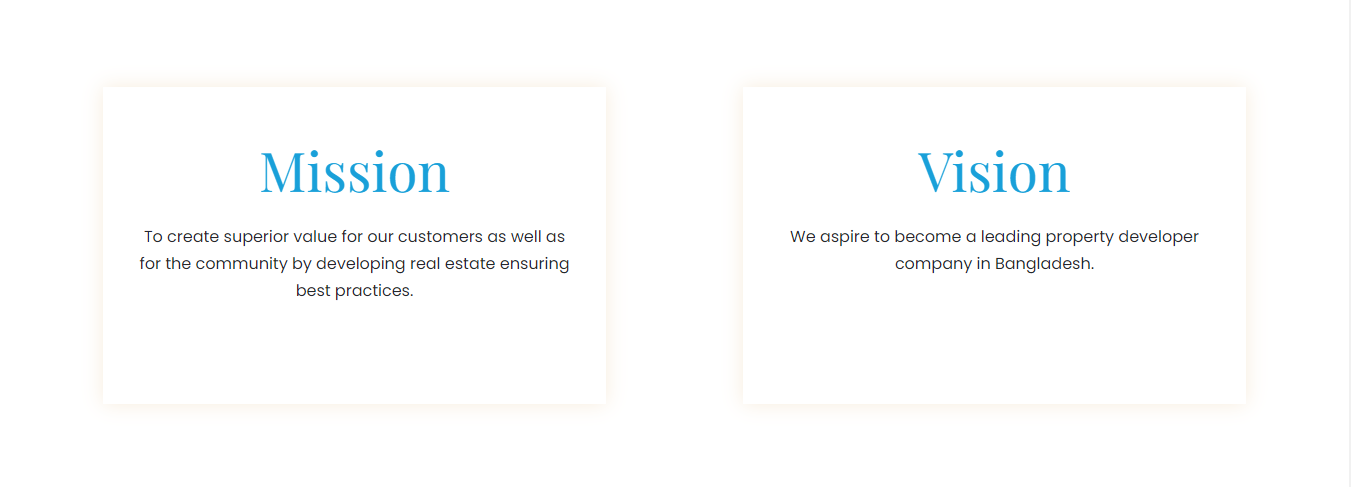 Mission
To create superior value for our customers as well as
for the community by developing real estate ensuring
best practices.
Vision
We aspire to become a leading property developer
company in Bangladesh.